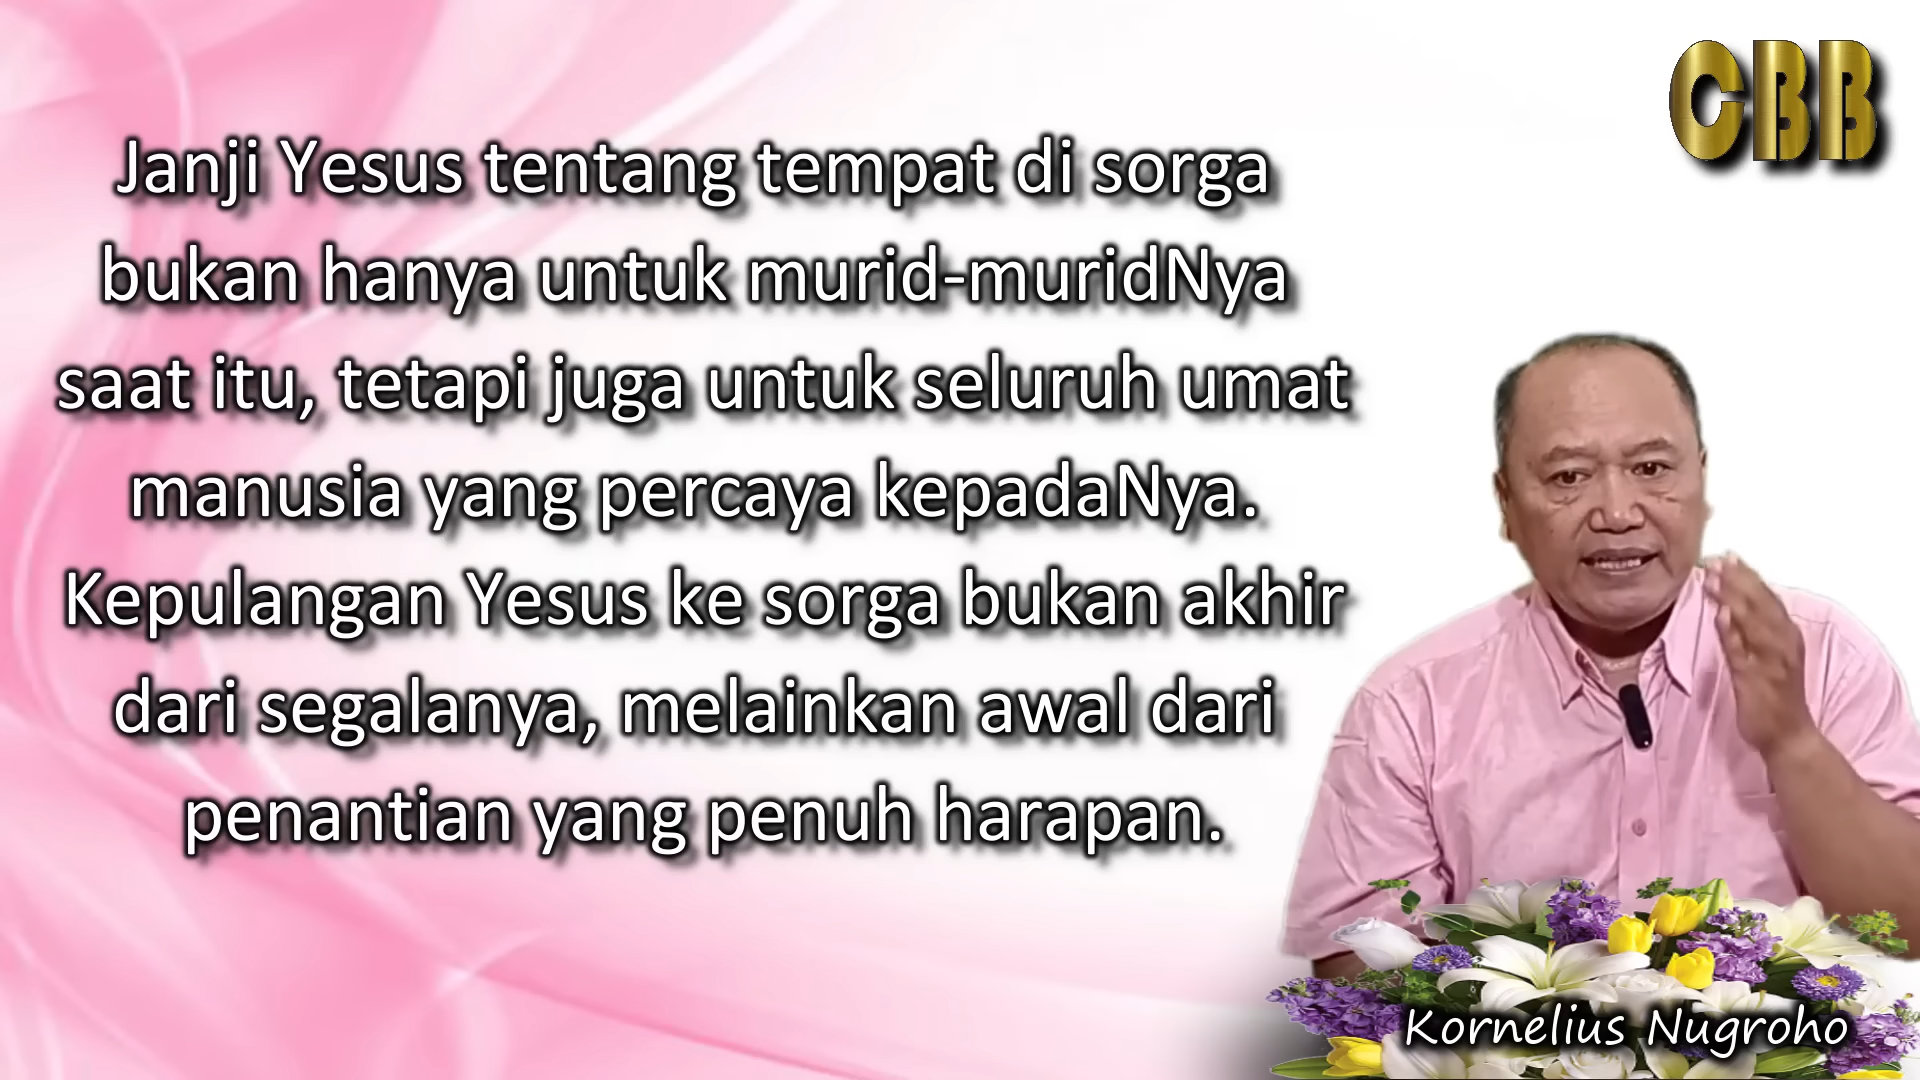 CBB
Janji Yesus tentang tempat di sorga
bukan hanya untuk murid-muridNya
saat itu, tetapi juga untuk seluruh umat
manusia yang percaya kepadaNya.
Kepulangan Yesus ke sorga bukan akhir
dari segalanya, melainkan awal dari
penantian yang penuh harapan.
Kornelius Nugroho